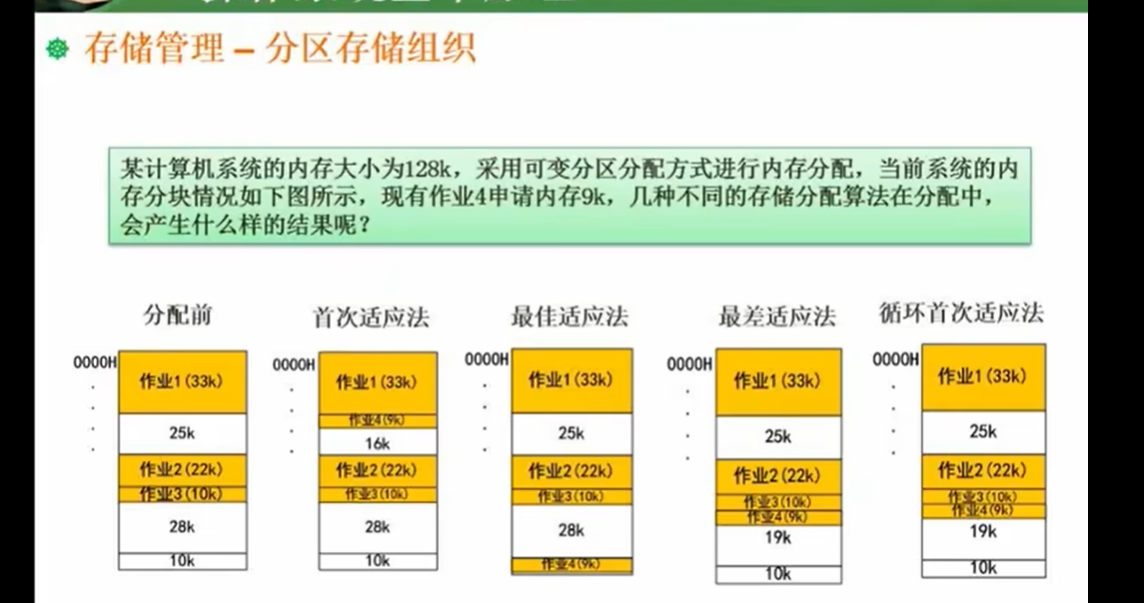 存储管理 – 分区存储组织
某计算机系统的内存大小为128k，采用可变分区分配方式进行内存分配，当前系统的内
存分块情况如下图所示，现有作业4申请内存9k，几种不同的存储分配算法在分配中，
会产生什么样的结果呢？
分配前
0000H
作业1(33k)
25k
作业2(22k)
作业3(10k)
28k
10k
首次适应法
0000H
作业1(33k)
作业4(9k)
16k
作业2(22k)
作业3(10k)
28k
10k
最佳适应法
0000H
作业1(33k)
25k
作业2(22k)
作业3(10k)
28k
作业4(9k)
最差适应法
0000H
作业1(33k)
25k
作业2(22k)
作业3(10k)
作业4(9k)
19k
10k
循环首次适应法
0000H
作业1(33k)
25k
作业2(22k)
作业3(10k)
作业4(9k)
19k
10k